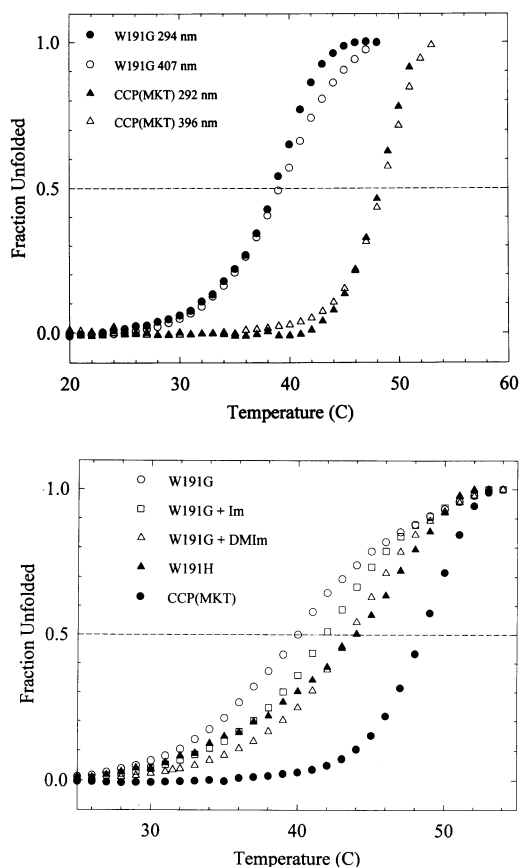 1.0
0.5
0.0
Fraction Unfolded
W191G 294 nm
W191G 407 nm
CCP(MKT) 292 nm
CCP(MKT) 396 nm
20 30 40 50 60
Temperature (C)
1.0
0.5
0.0
Fraction Unfolded
W191G
W191G + Im
W191G + DMIm
W191H
CCP(MKT)
30 40 50
Temperature (C)